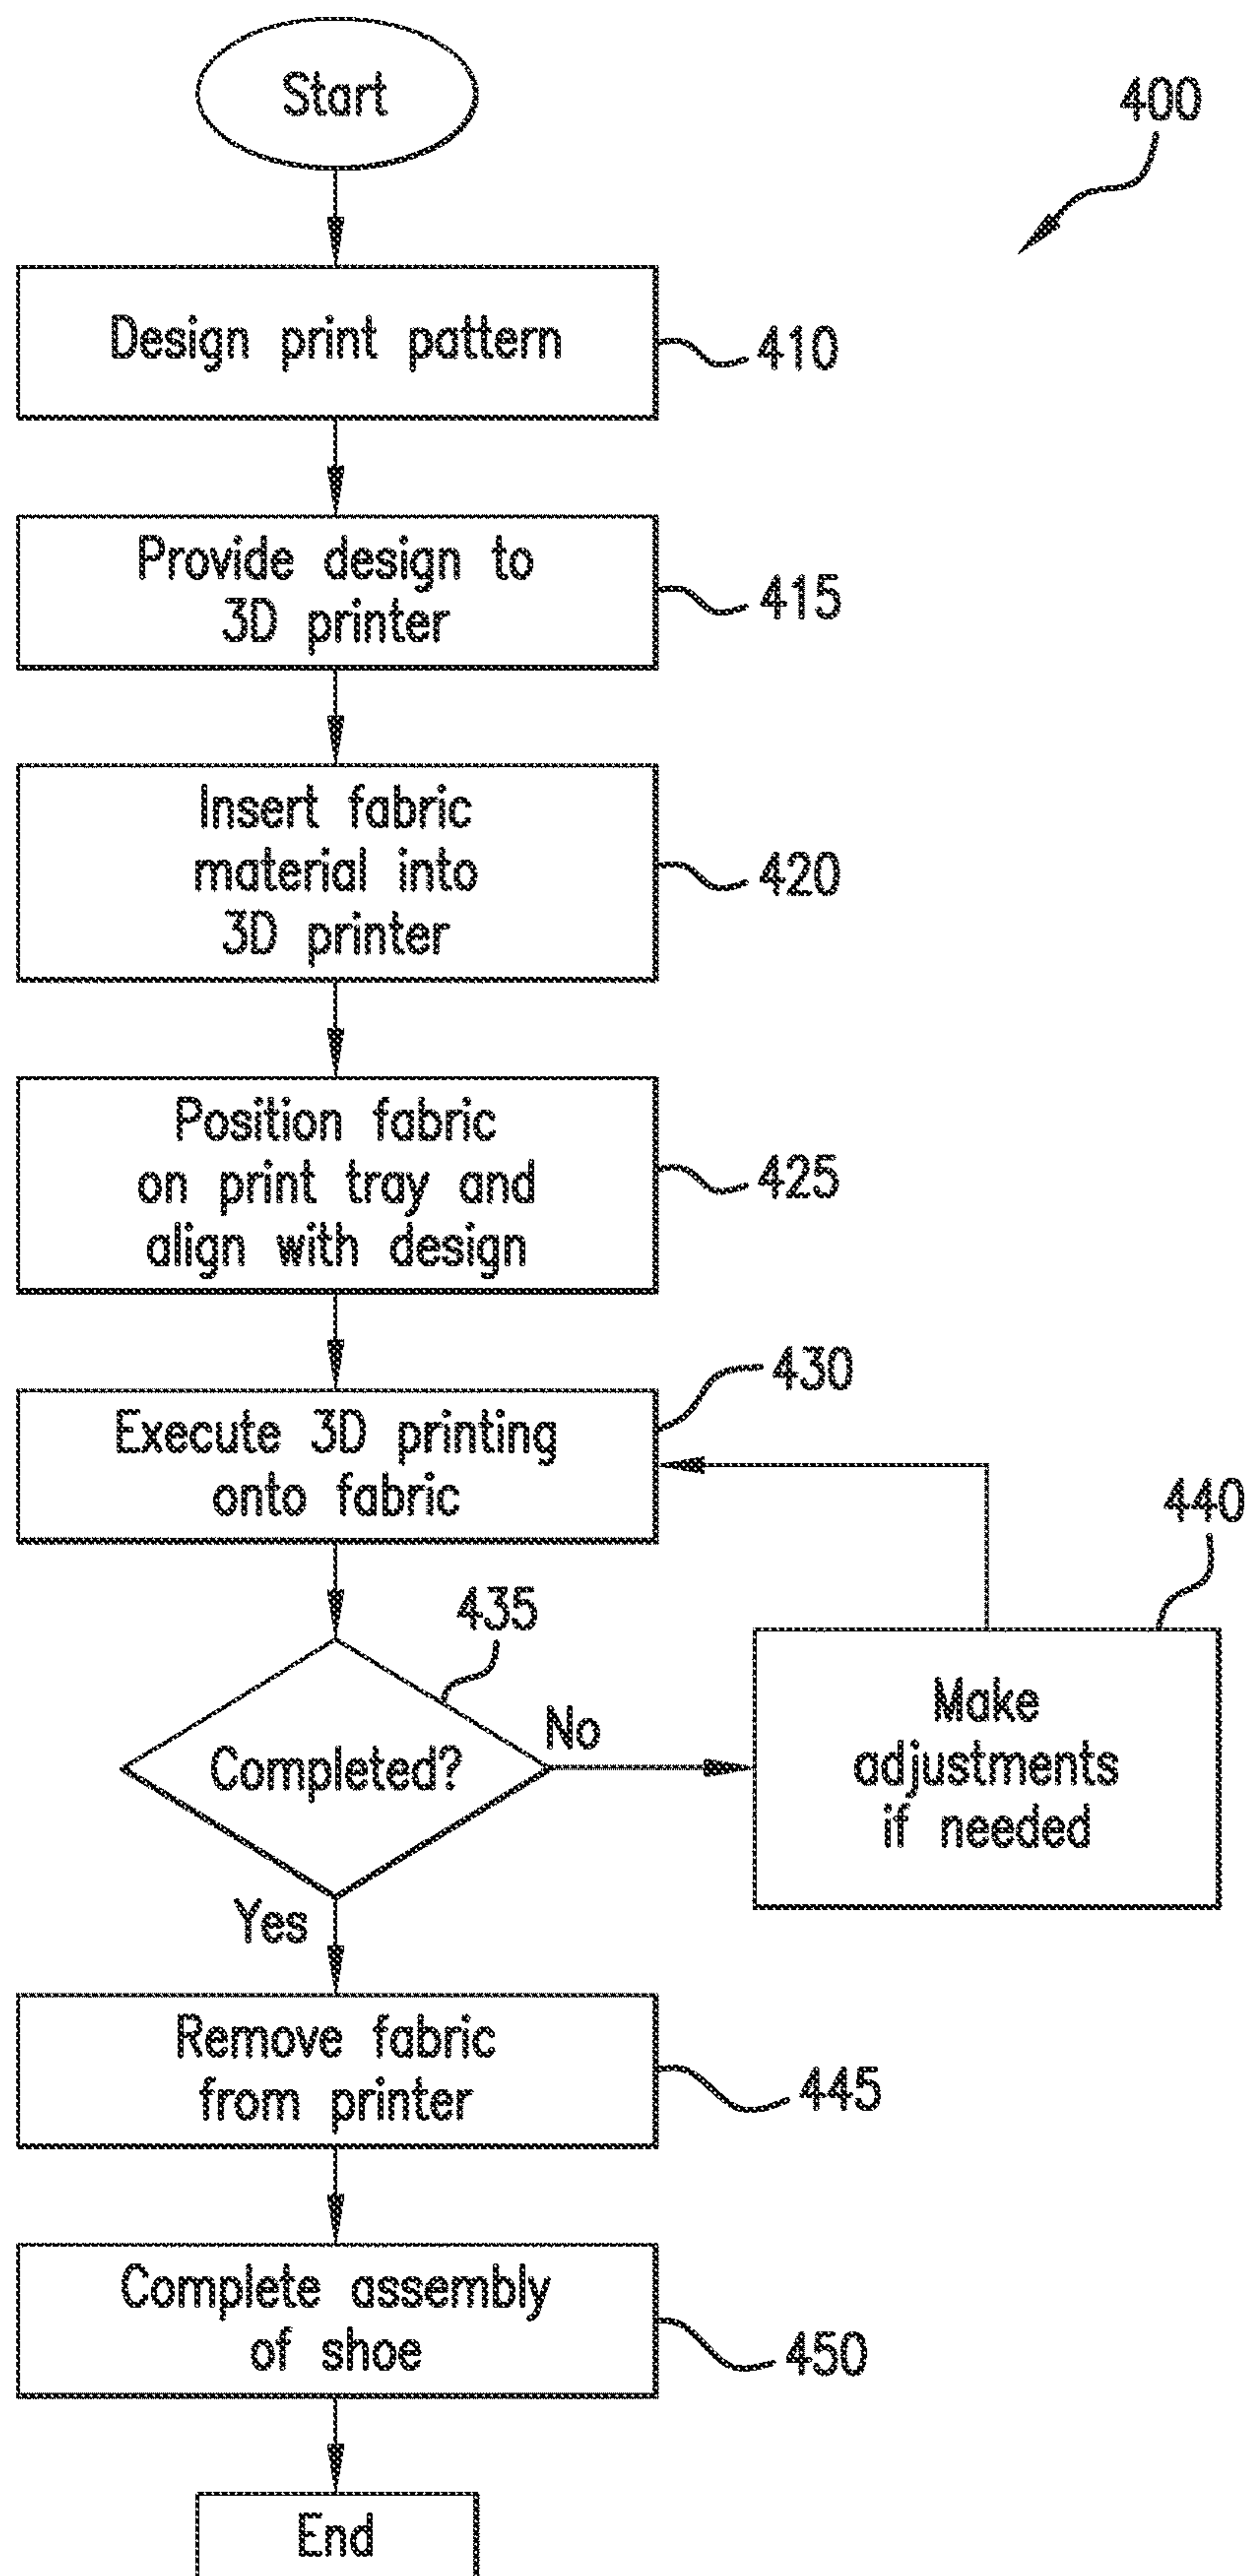 Start
400
Design print pattern
410
Provide design to
3D printer
415
Insert fabric
material into
3D printer
420
Position fabric
on print tray and
align with design
425
Execute 3D printing
onto fabric
430
Completed?
435
No
Make
adjustments
if needed
440
Yes
Remove fabric
from printer
445
Complete assembly
of shoe
450
End